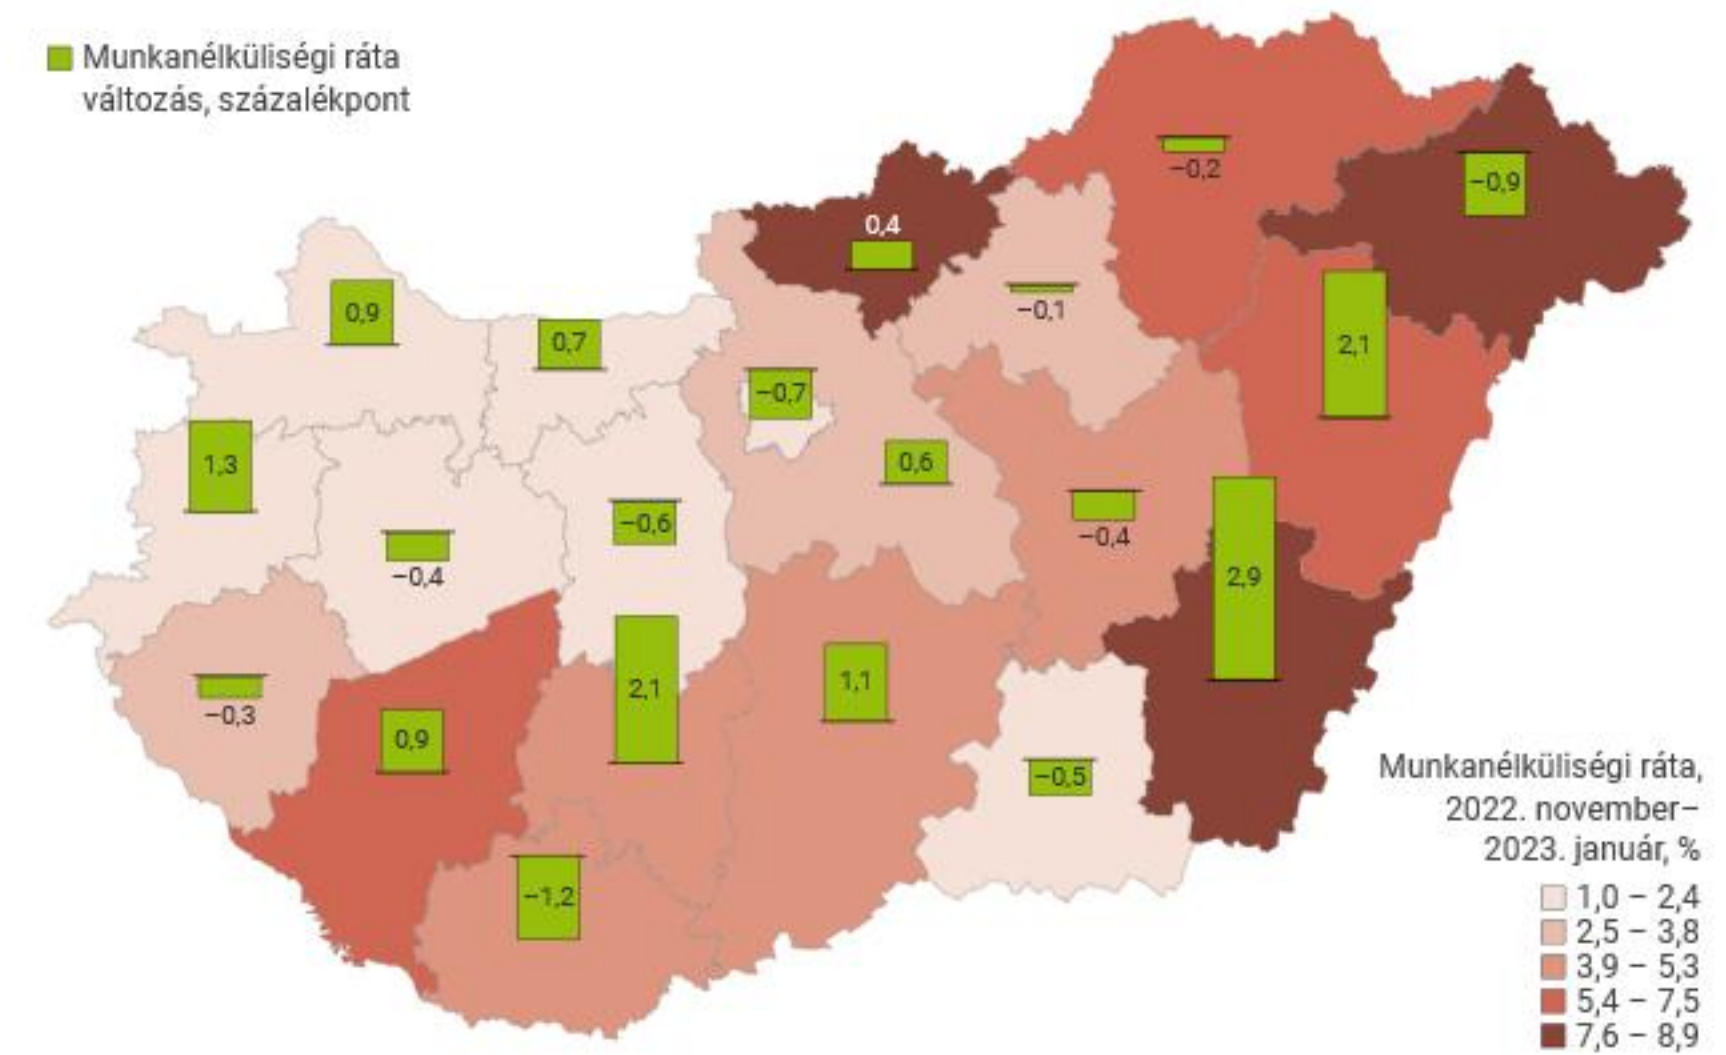 Munkanélküliségi ráta
változás, százalékpont
−0,2
−0,9
0,4
−0,1
0,9
0,7
2,1
−0,7
1,3
0,6
−0,6
−0,4
−0,4
2,9
2,1
1,1
−0,3
0,9
−0,5
−1,2
Munkanélküliségi ráta,
2022. november–
2023. január, %
1,0 – 2,4
2,5 – 3,8
3,9 – 5,3
5,4 – 7,5
7,6 – 8,9